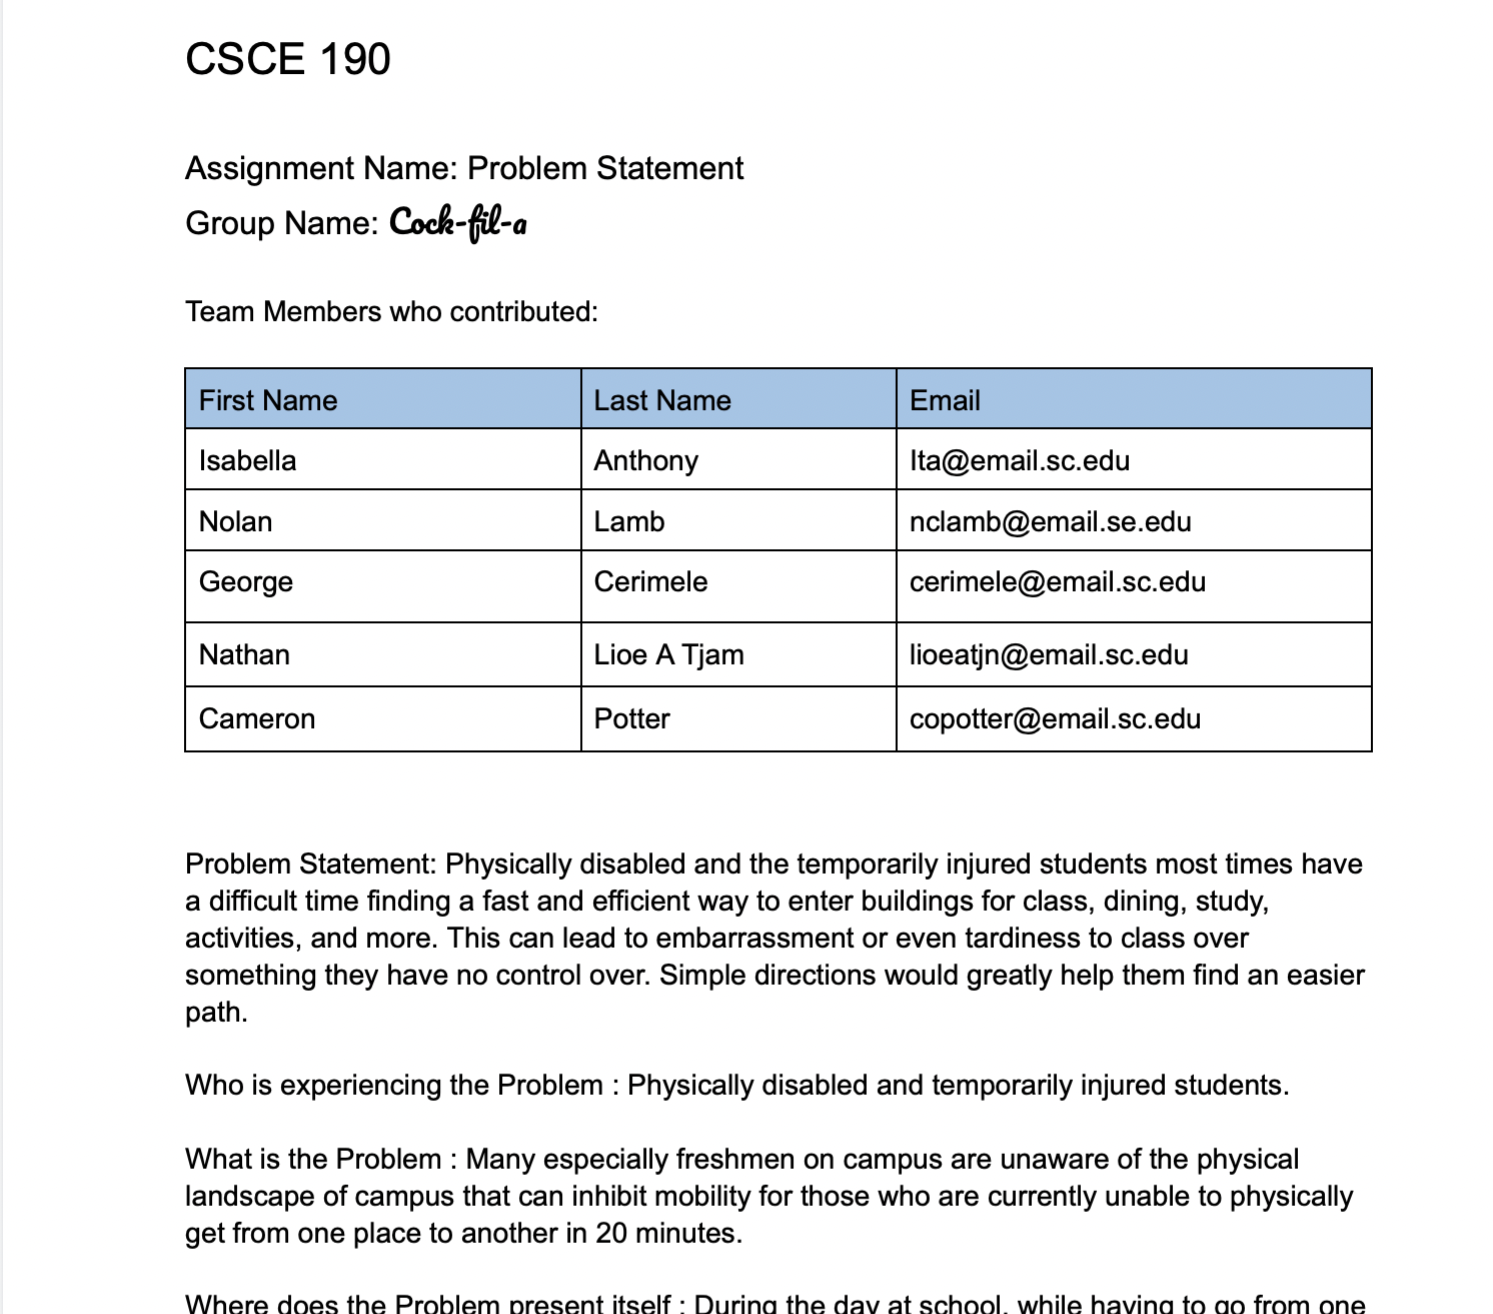 CSCE 190
Assignment Name: Problem Statement
Group Name: Cock-fil-a
Team Members who contributed:
First Name Last Name Email
Isabella Anthony lta@email.sc.edu
Nolan Lamb nclamb@email.se.edu
George Cerimele cerimele@email.sc.edu
Nathan Lioe A Tjam lioeatjn@email.sc.edu
Cameron Potter copotter@email.sc.edu
Problem Statement: Physically disabled and the temporarily injured students most times have
a difficult time finding a fast and efficient way to enter buildings for class, dining, study,
activities, and more. This can lead to embarrassment or even tardiness to class over
something they have no control over. Simple directions would greatly help them find an easier
path.
Who is experiencing the Problem : Physically disabled and temporarily injured students.
What is the Problem : Many especially freshmen on campus are unaware of the physical
landscape of campus that can inhibit mobility for those who are currently unable to physically
get from one place to another in 20 minutes.
Where does the Problem present itself : During the day at school, while having to go from one